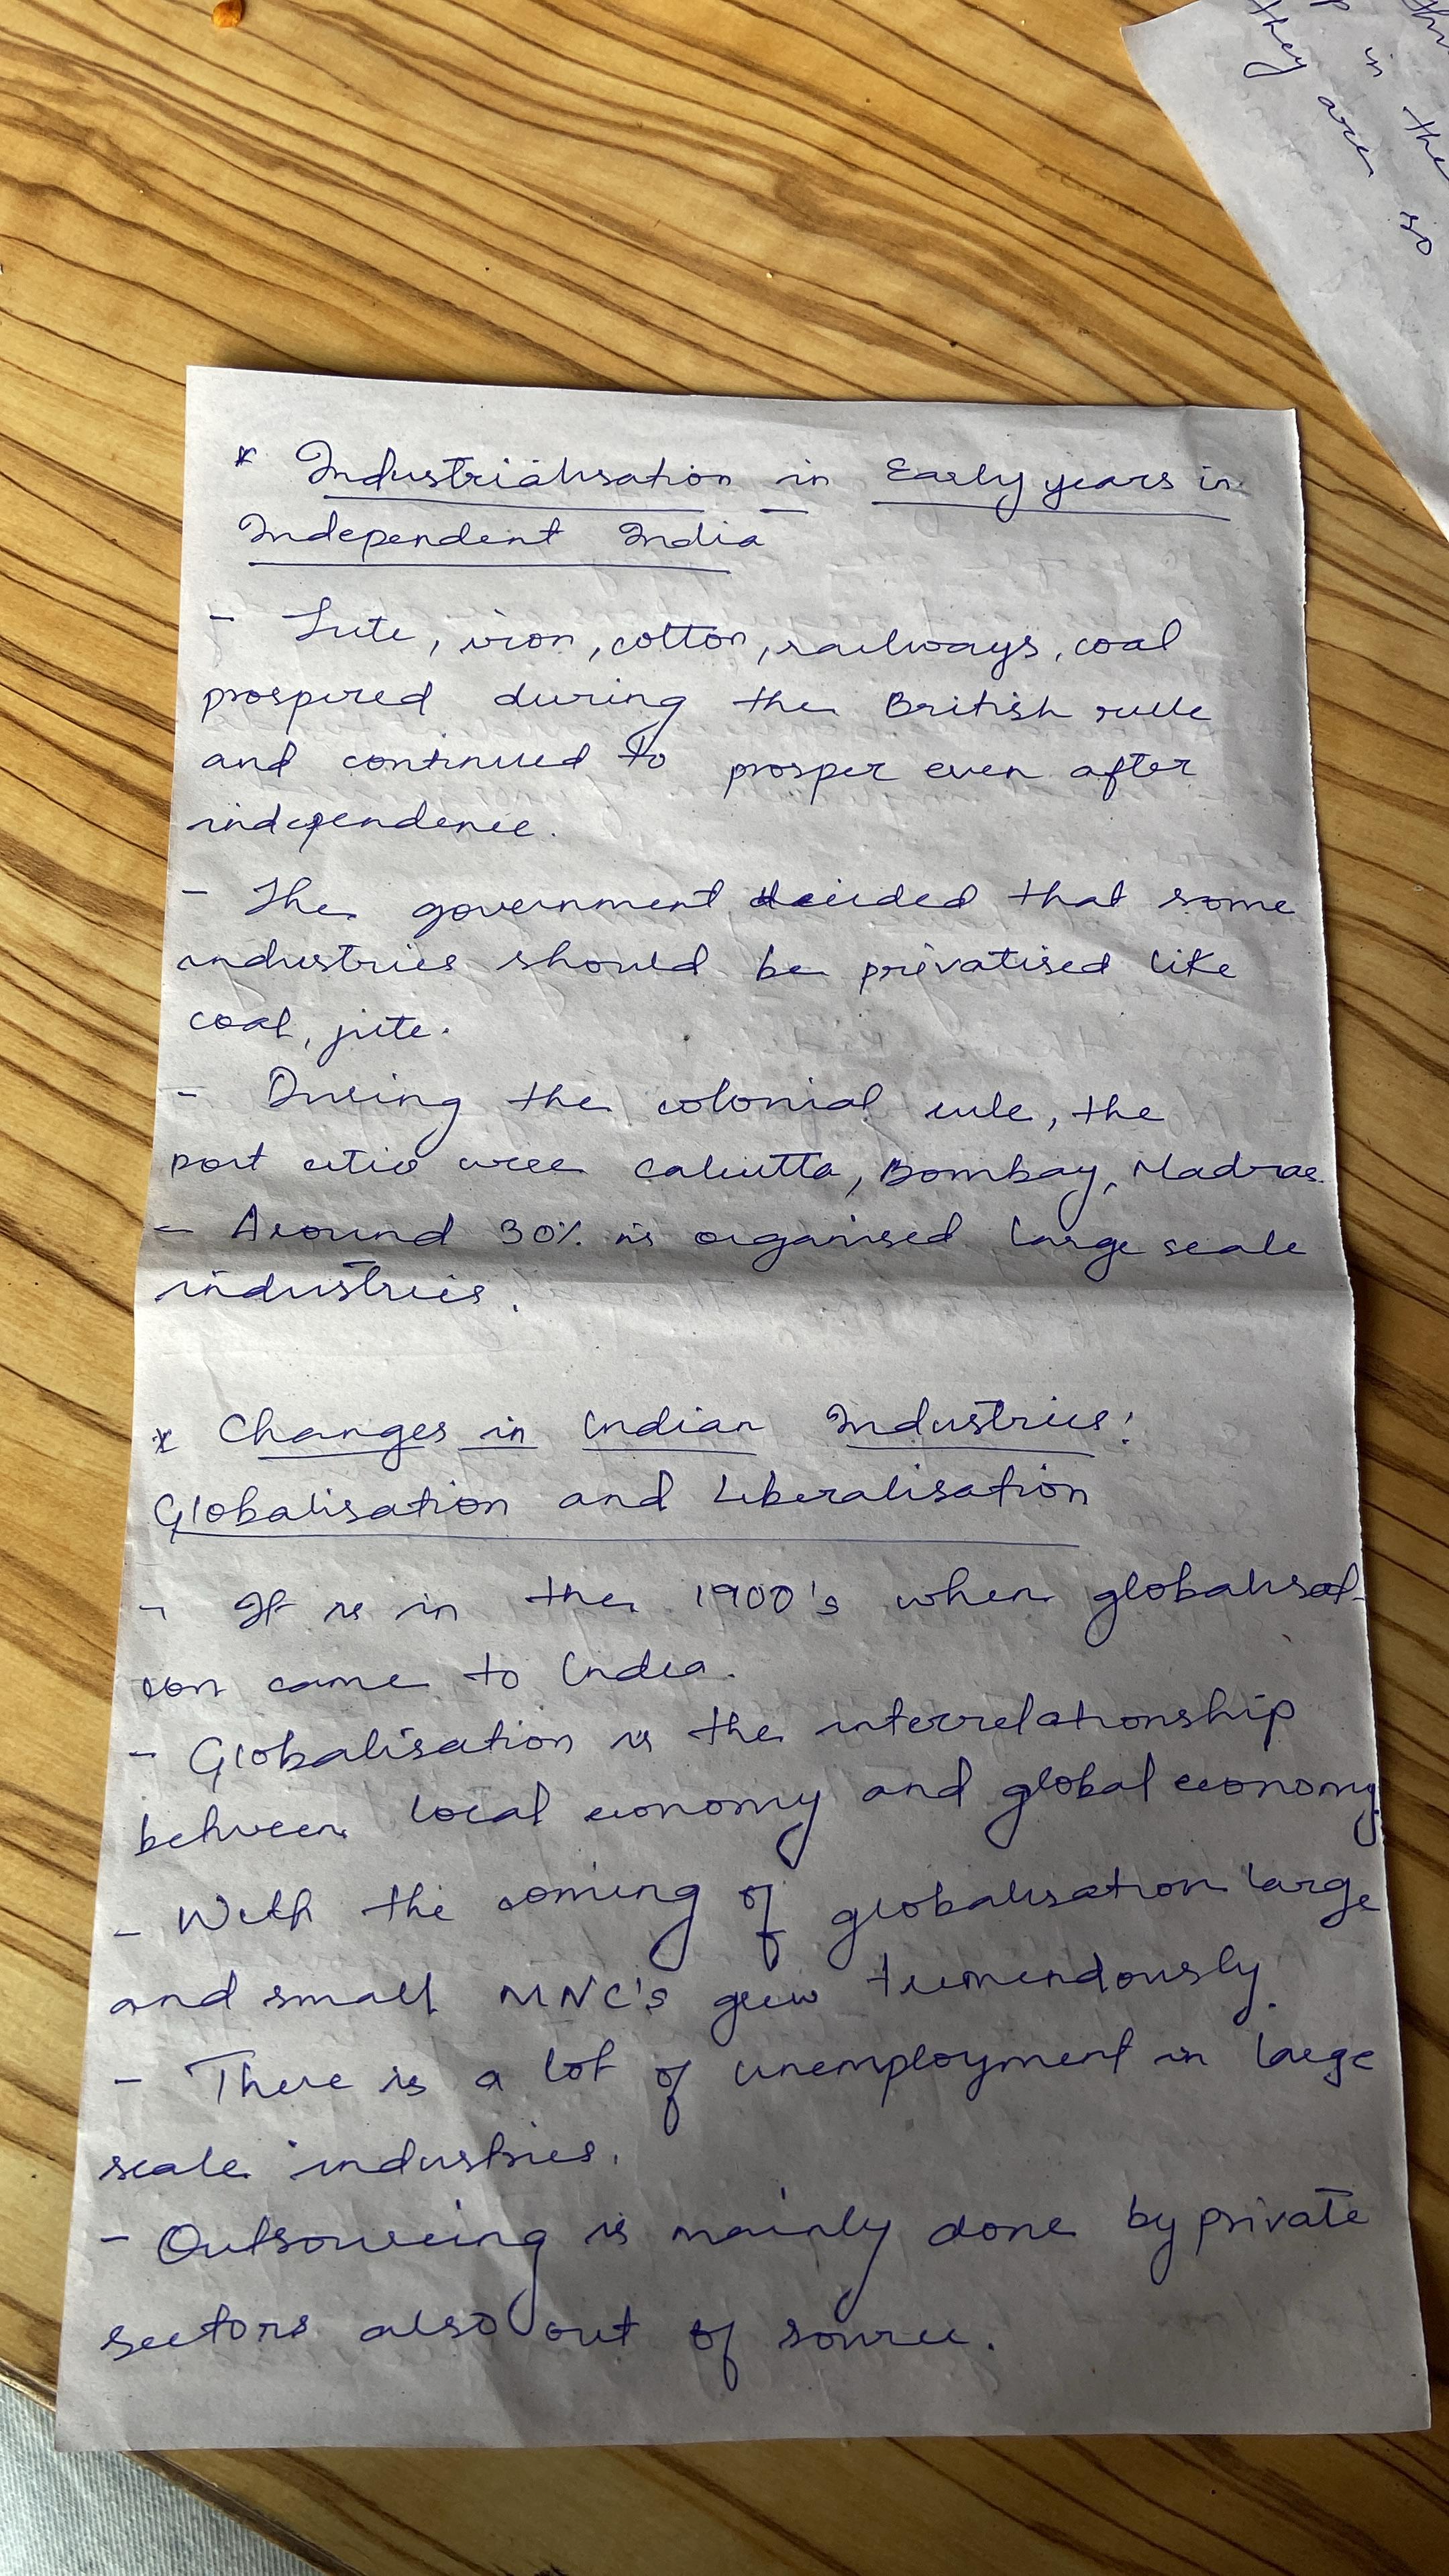 * Industrialisation in Early years in
Independent India
- Jute, iron, cotton, railways, coal
prospered during the British rule
and continued to prosper even after
independence.
- The government decided that some
industries should be privatised like
coal, jute.
- During the colonial rule, the
port cities were Calcutta, Bombay, Madras.
- Around 30% is organised large scale
industries.
* Changes in Indian Industries:
Globalisation and Liberalisation
- It is in the 1900's when globalisat-
ion came to India.
- Globalisation is the interrelationship
between local economy and global economy.
- With the coming of globalisation large
and small MNC's grew tremendously.
- There is a lot of unemployment in large
scale industries.
- Outsourcing is mainly done by private
sectors also out of source.
they are so
p in the